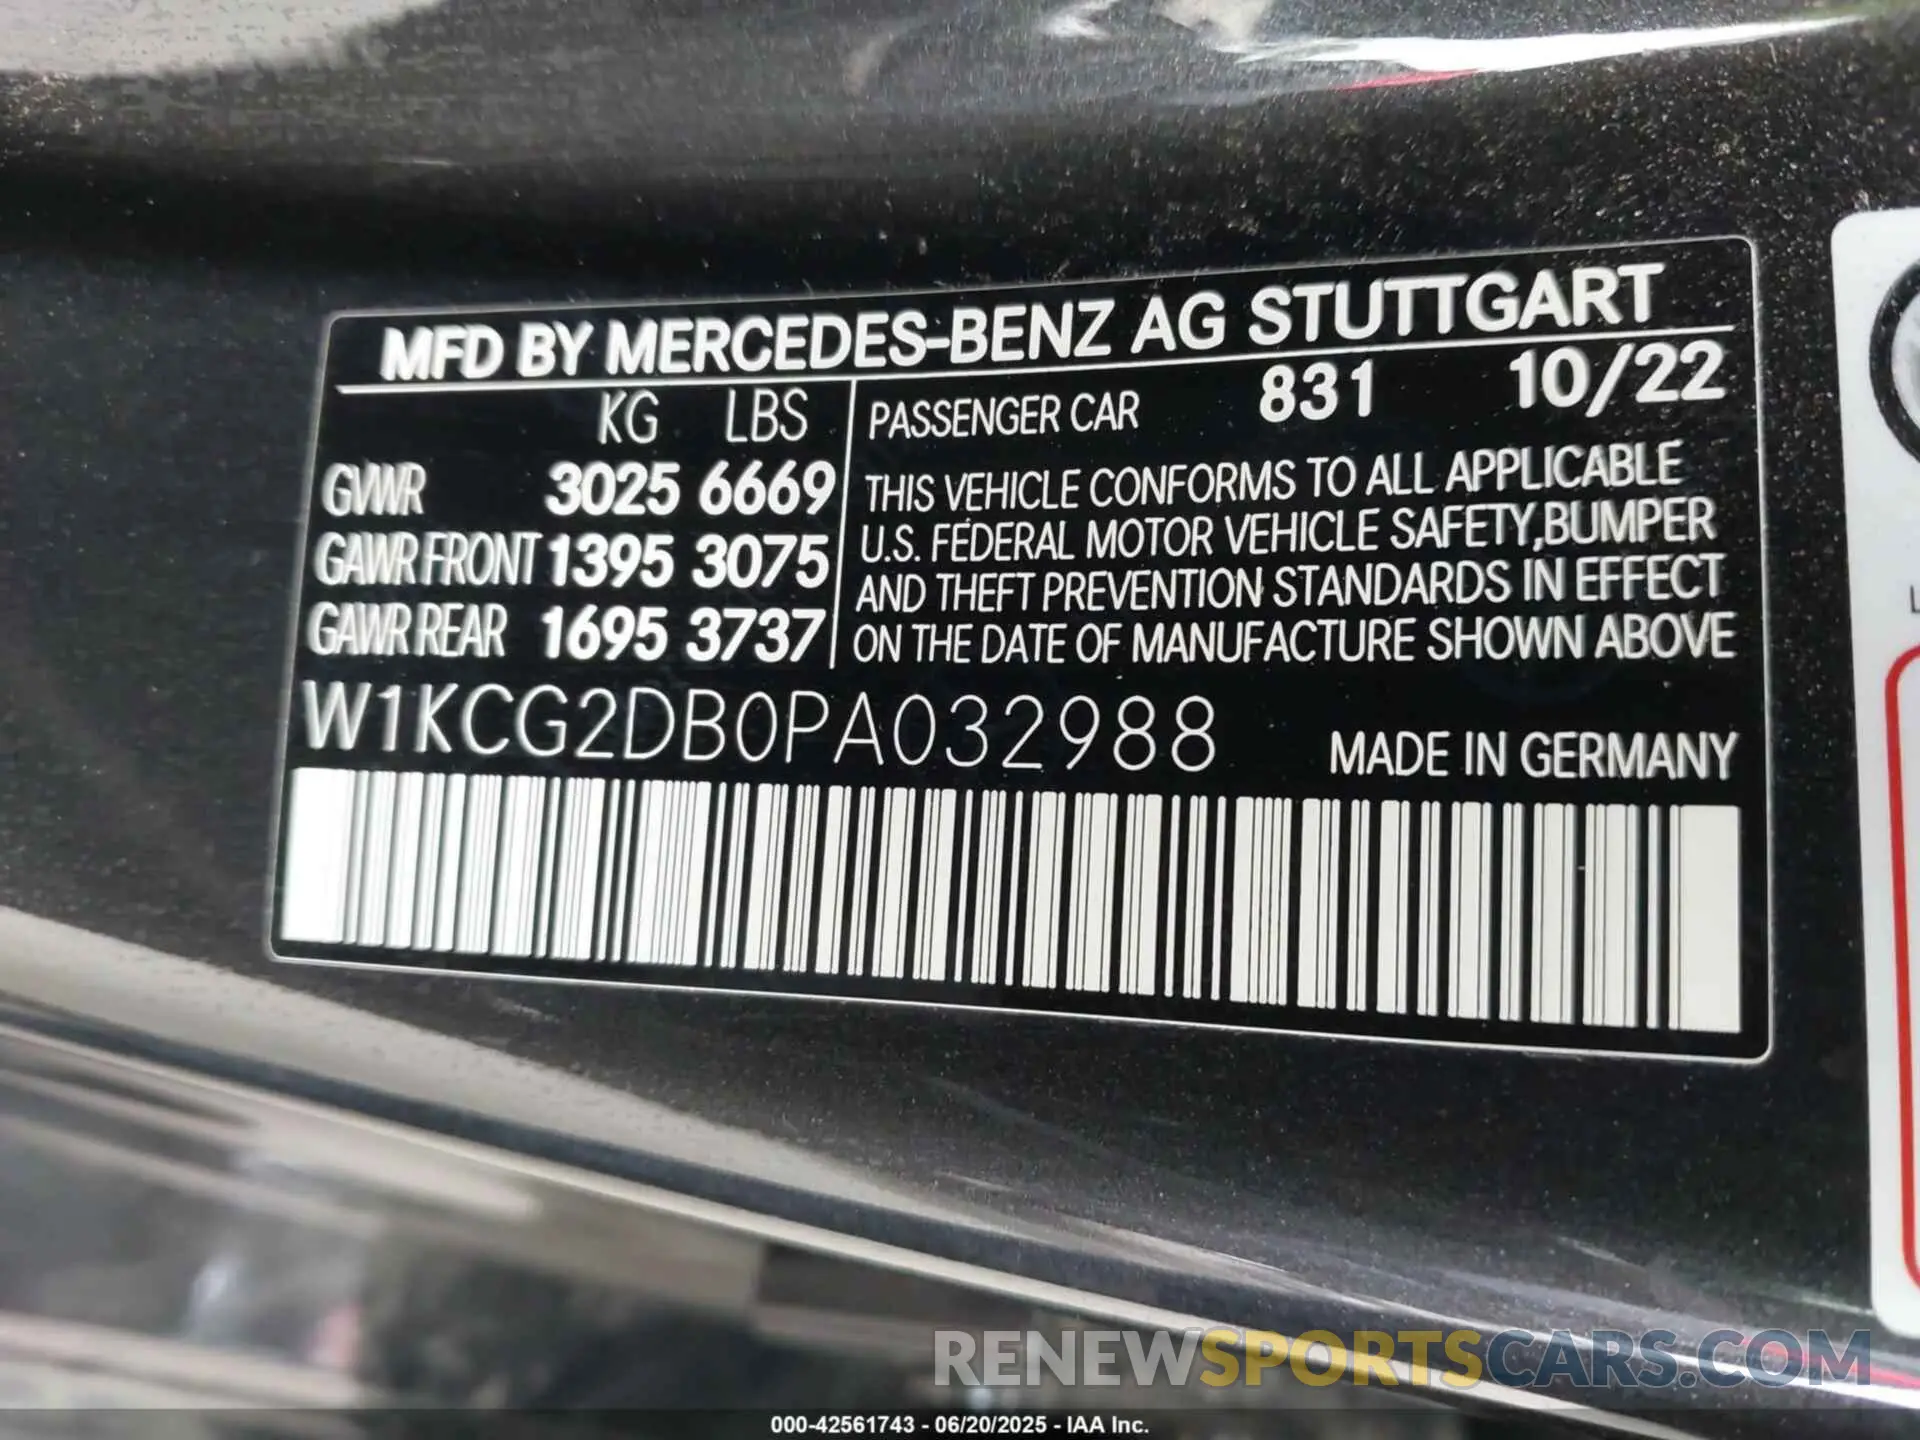 MFD BY MERCEDES-BENZ AG STUTTGART
KG LBS
GVWR 3025 6669
GAWR FRONT 1395 3075
GAWR REAR 1695 3737
PASSENGER CAR 831 10/22
THIS VEHICLE CONFORMS TO ALL APPLICABLE
U.S. FEDERAL MOTOR VEHICLE SAFETY,BUMPER
AND THEFT PREVENTION STANDARDS IN EFFECT
ON THE DATE OF MANUFACTURE SHOWN ABOVE
W1KCG2DB0PA032988
MADE IN GERMANY
RENEWSPORTSCARS.COM
000-42561743 - 06/20/2025 - IAA Inc.